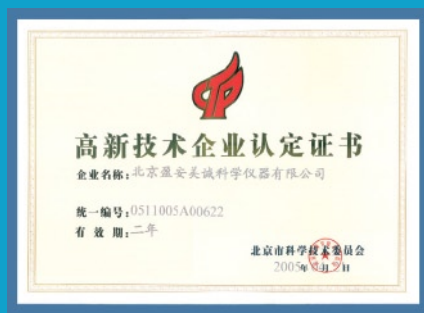 高新技术企业认定证书
企业名称:北京盈安美诚科学仪器有限公司
统一编号:0511005A00622
有 效 期:二年
北京市科学技术委员会
2005年 月 日